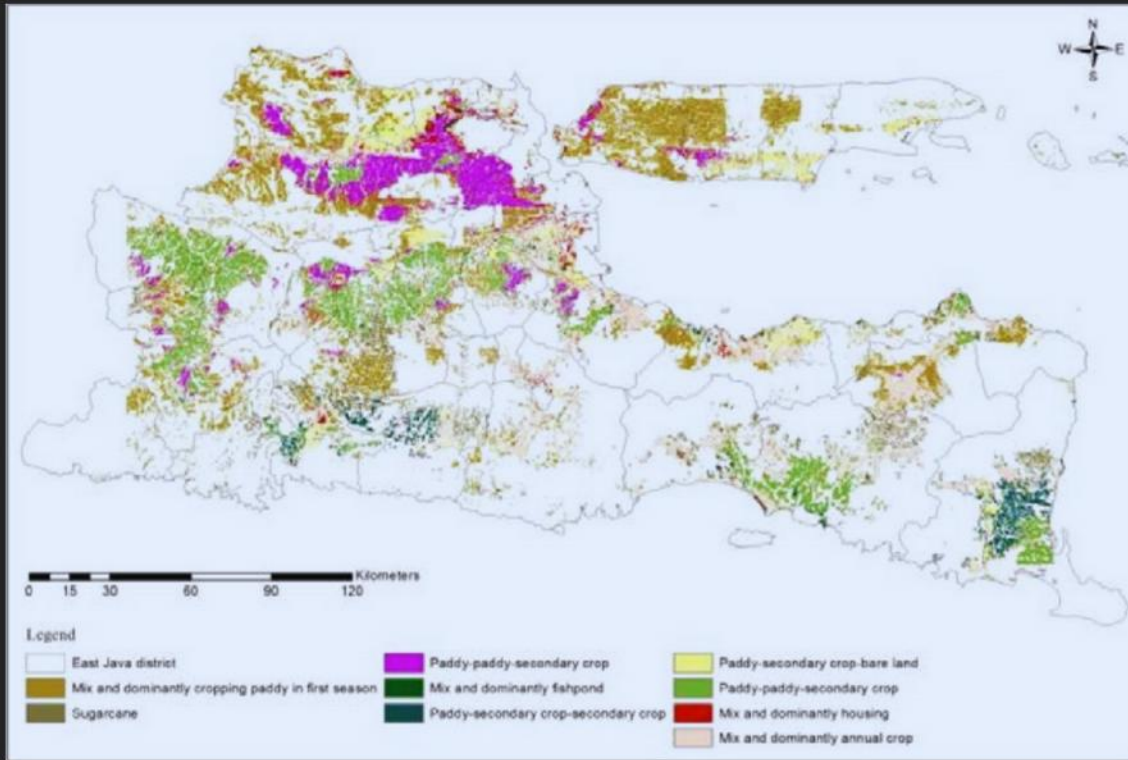 N
W E
S
Kilometers
0 15 30 60 90 120
Legend
East Java district
Mix and dominantly cropping paddy in first season
Sugarcane
Paddy-paddy-secondary crop
Mix and dominantly fishpond
Paddy-secondary crop-secondary crop
Paddy-secondary crop-bare land
Paddy-paddy-secondary crop
Mix and dominantly housing
Mix and dominantly annual crop